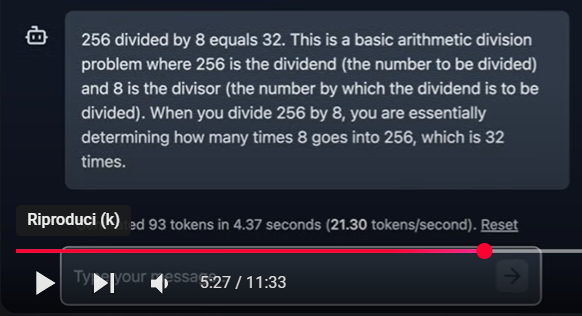 256 divided by 8 equals 32. This is a basic arithmetic division
problem where 256 is the dividend (the number to be divided)
and 8 is the divisor (the number by which the dividend is to be
divided). When you divide 256 by 8, you are essentially
determining how many times 8 goes into 256, which is 32
times.
Riproduci (k)
ed 93 tokens in 4.37 seconds (21.30 tokens/second). Reset
Type your message
5:27 / 11:33